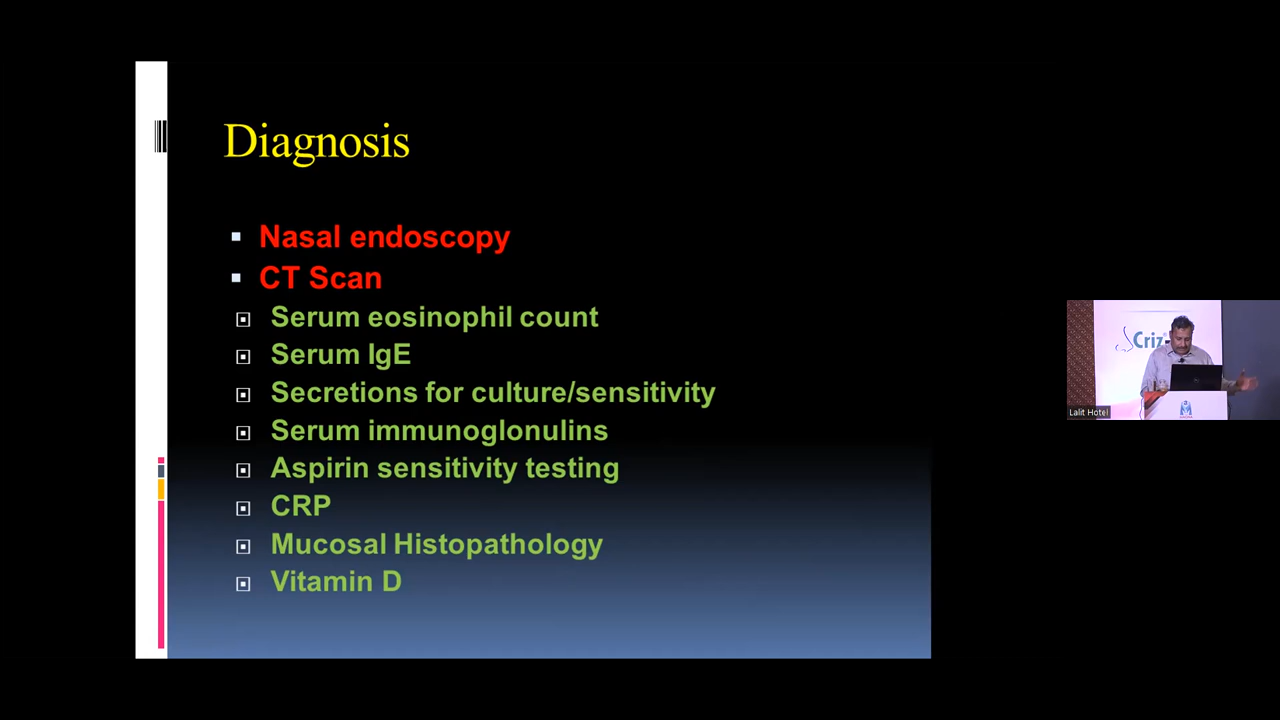 Diagnosis
Nasal endoscopy
CT Scan
Serum eosinophil count
Serum IgE
Secretions for culture/sensitivity
Serum immunoglonulins
Aspirin sensitivity testing
CRP
Mucosal Histopathology
Vitamin D
Criz
Lalit Hotel